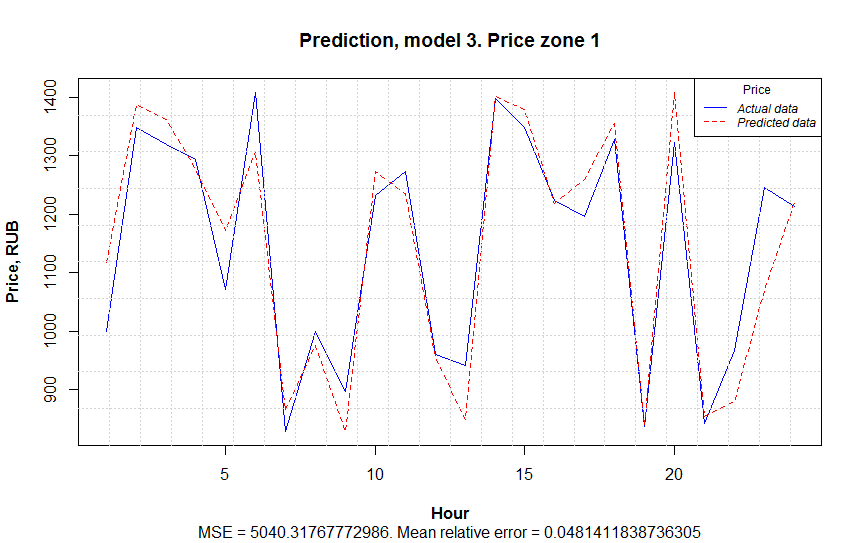 Prediction, model 3. Price zone 1
Price
Actual data
Predicted data
Price, RUB
1400
1300
1200
1100
1000
900
5 10 15 20
Hour
MSE = 5040.31767772986. Mean relative error = 0.0481411838736305